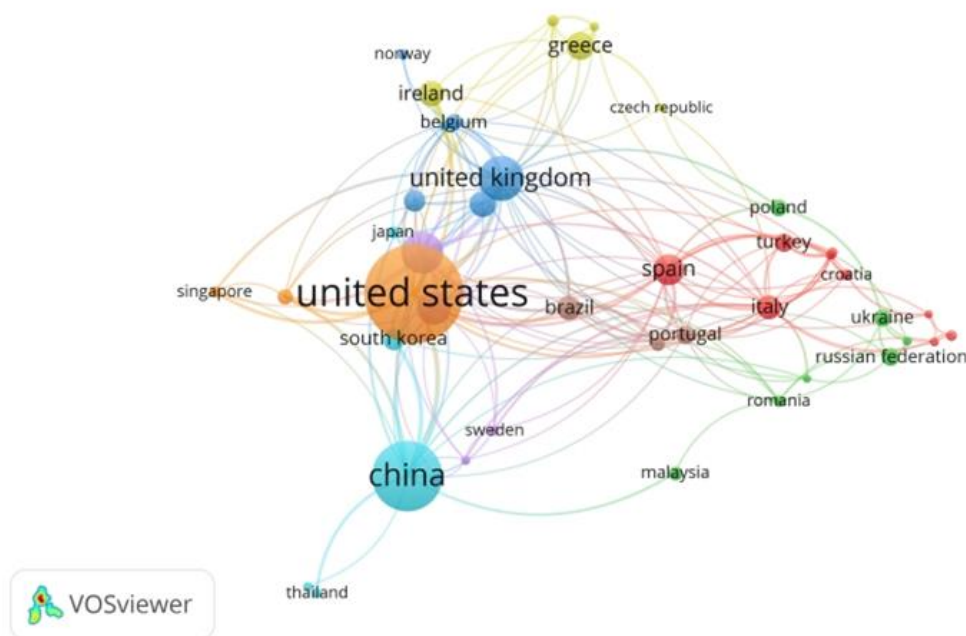 greece
norway
ireland
czech republic
belgium
united kingdom
poland
japan
turkey
spain
croatia
singapore
united states
brazil
italy
ukraine
south korea
portugal
russian federation
romania
sweden
china
malaysia
thailand
VOSviewer